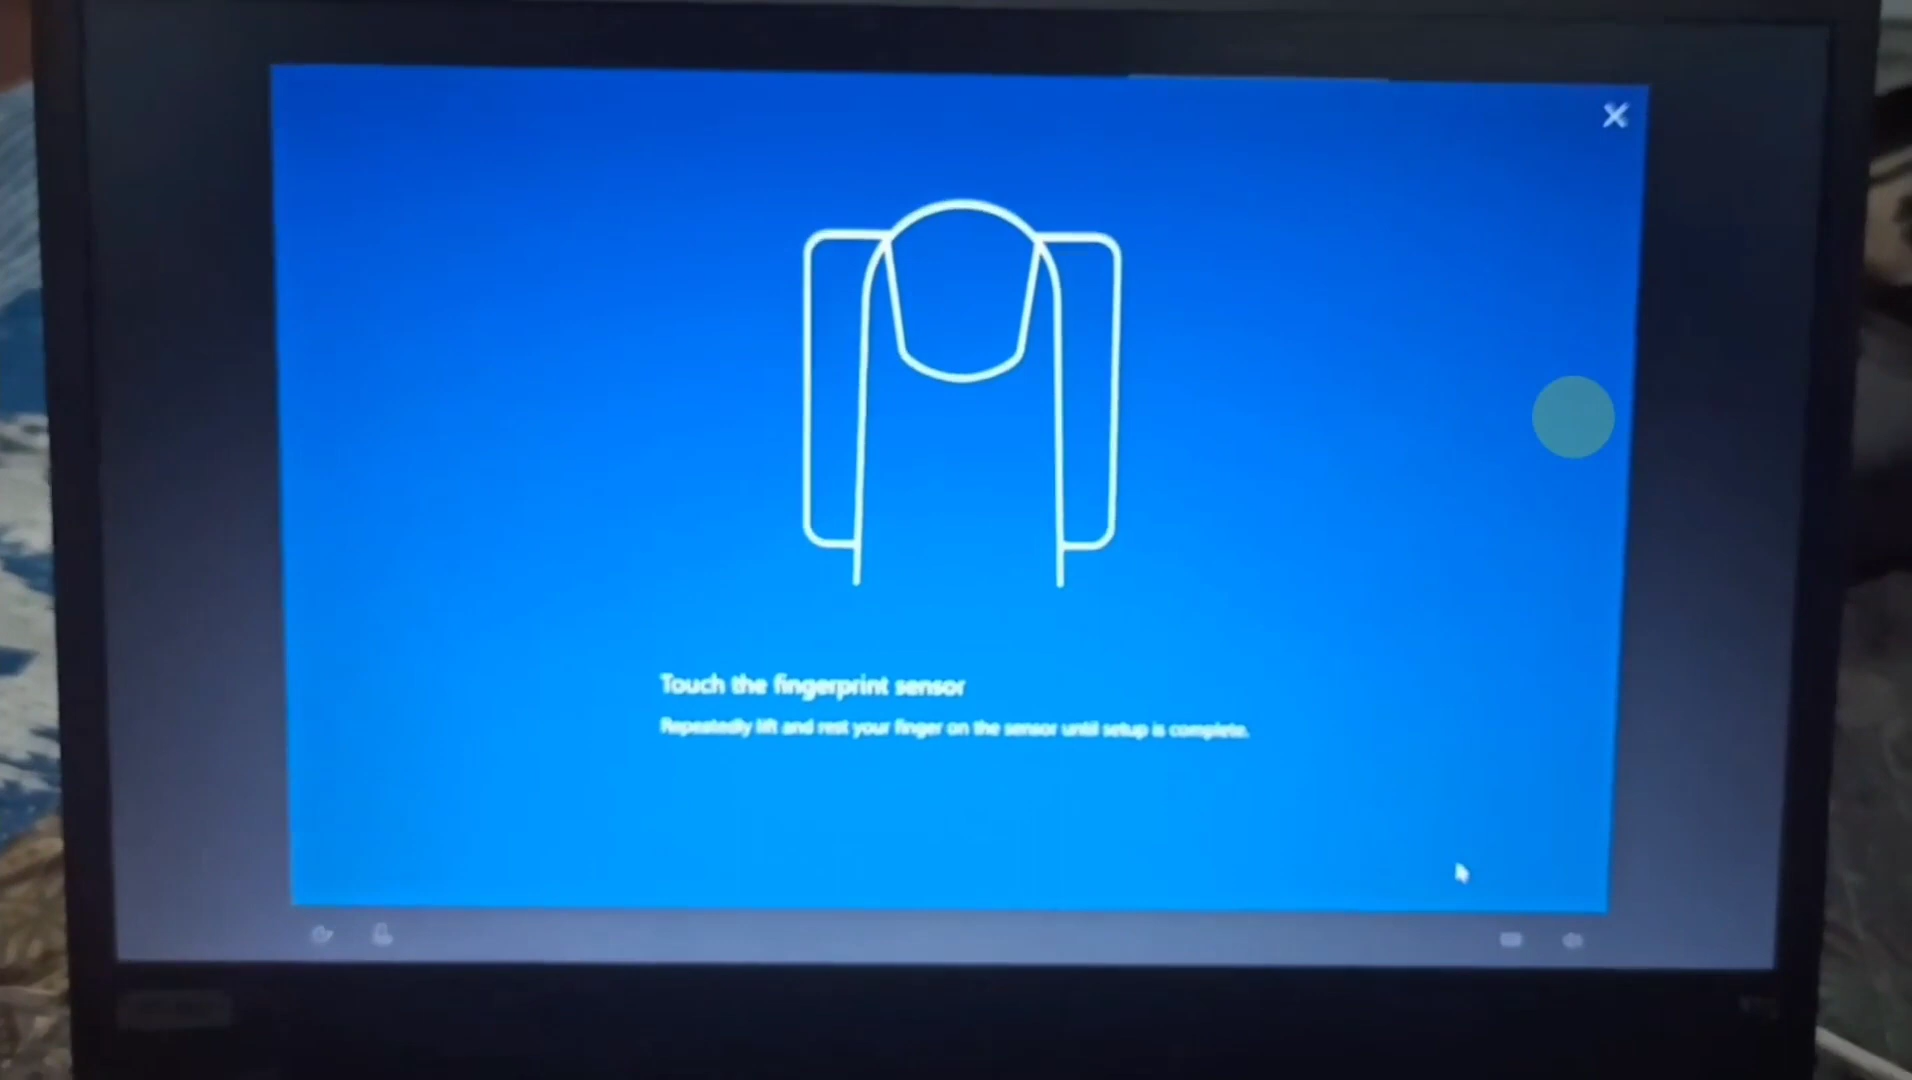 Touch the fingerprint sensor
Repeatedly lift and rest your finger on the sensor until setup is complete.